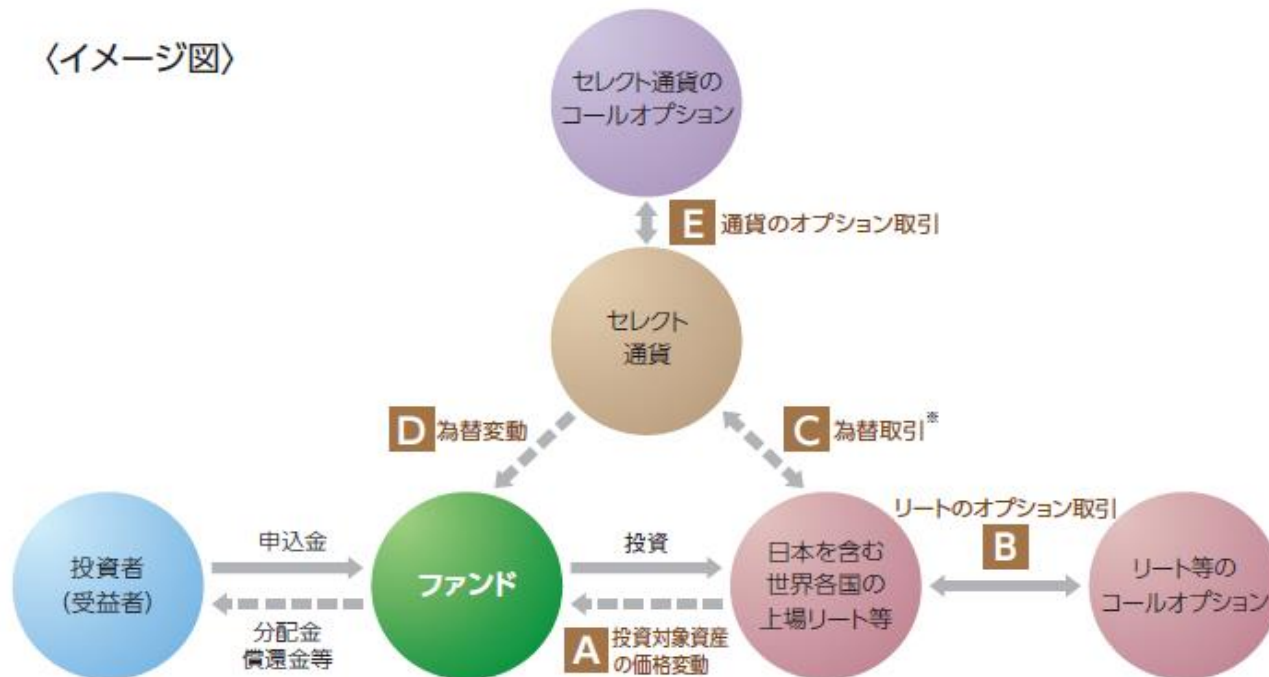 〈イメージ図〉
セレクト通貨の
コールオプション
E 通貨のオプション取引
セレクト
通貨
D 為替変動
C 為替取引※
投資者
(受益者)
申込金
分配金
償還金等
ファンド
投資
A 投資対象資産
の価格変動
日本を含む
世界各国の
上場リート等
リートのオプション取引
B
リート等の
コールオプション